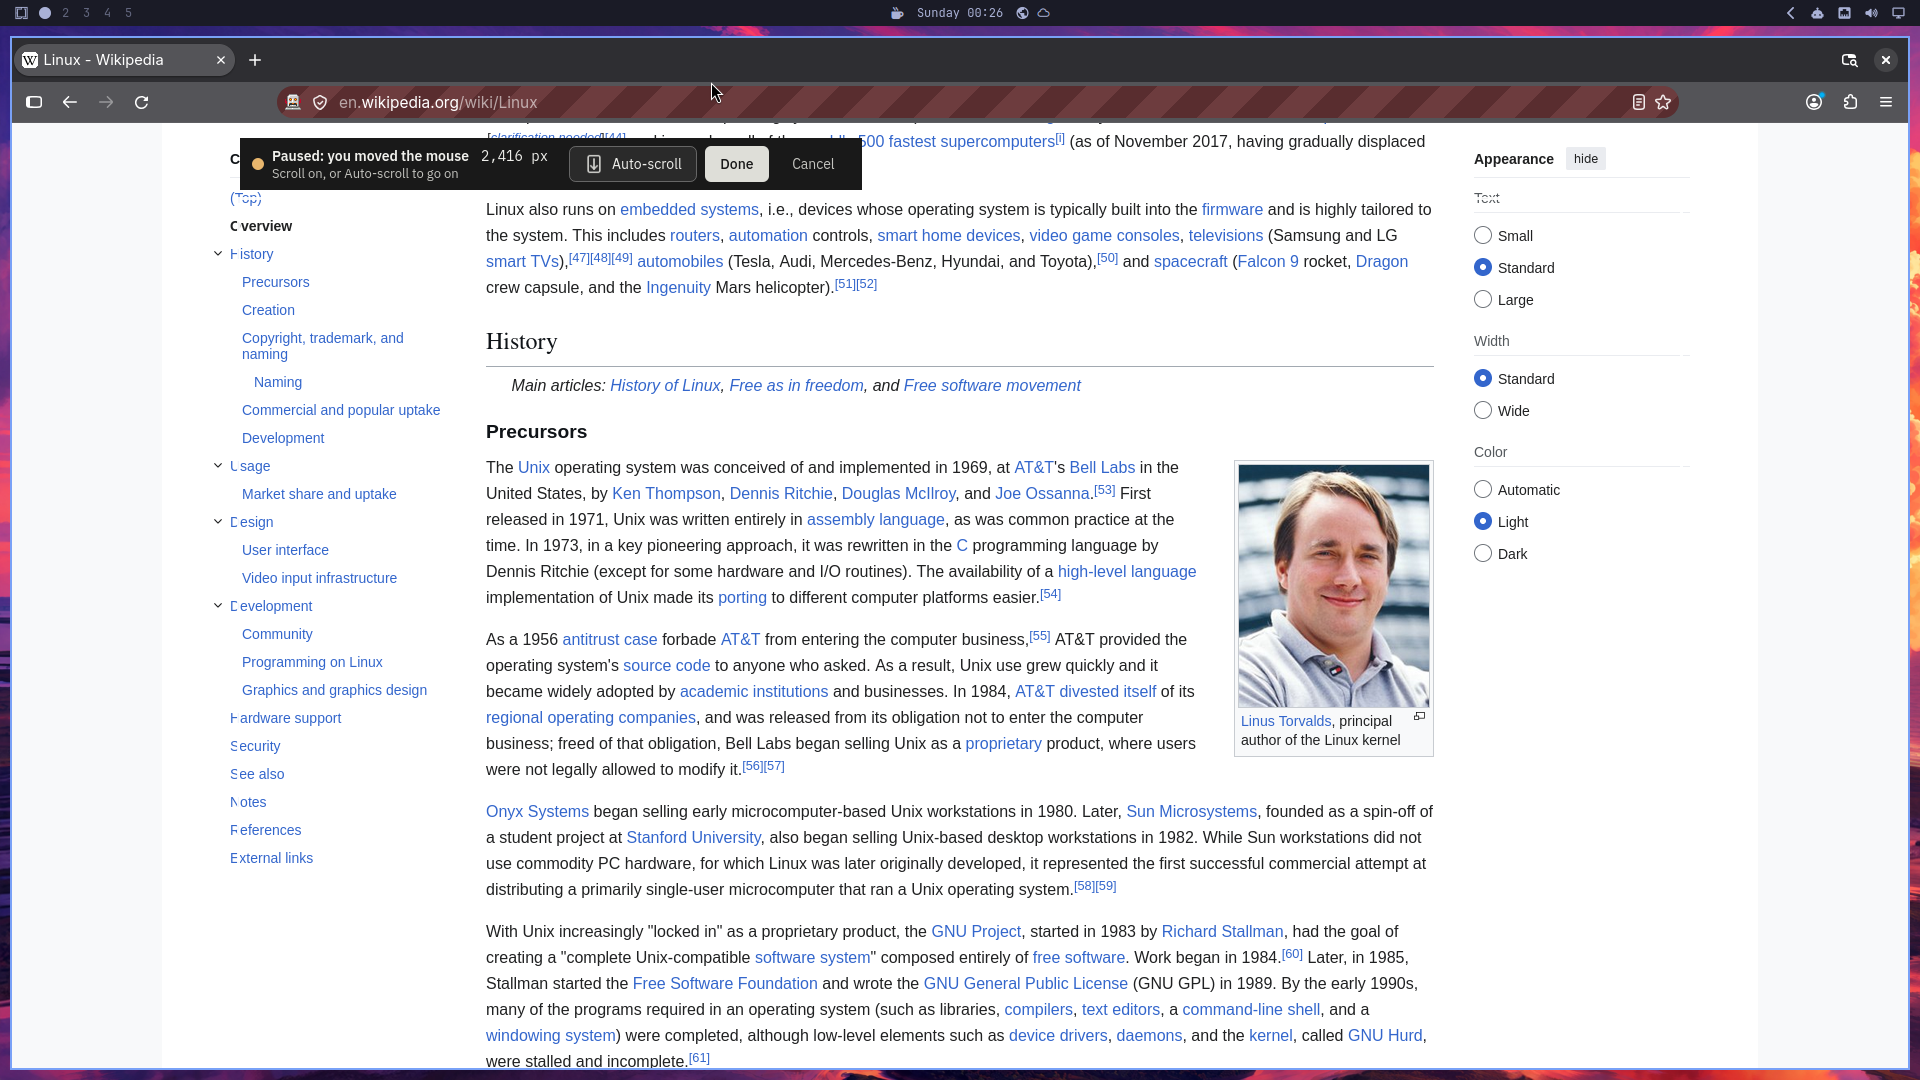 2 3 4 5
Sunday 00:26
Linux - Wikipedia
en.wikipedia.org/wiki/Linux
Paused: you moved the mouse 2,416 px
Scroll on, or Auto-scroll to go on
Auto-scroll
Done
Cancel
(Top)
Overview
History
Precursors
Creation
Copyright, trademark, and
naming
Naming
Commercial and popular uptake
Development
Usage
Market share and uptake
Design
User interface
Video input infrastructure
Development
Community
Programming on Linux
Graphics and graphics design
Hardware support
Security
See also
Notes
References
External links
500 fastest supercomputers[i] (as of November 2017, having gradually displaced
Linux also runs on embedded systems, i.e., devices whose operating system is typically built into the firmware and is highly tailored to
the system. This includes routers, automation controls, smart home devices, video game consoles, televisions (Samsung and LG
smart TVs),[47][48][49] automobiles (Tesla, Audi, Mercedes-Benz, Hyundai, and Toyota),[50] and spacecraft (Falcon 9 rocket, Dragon
crew capsule, and the Ingenuity Mars helicopter).[51][52]
History
Main articles: History of Linux, Free as in freedom, and Free software movement
Precursors
The Unix operating system was conceived of and implemented in 1969, at AT&T's Bell Labs in the
United States, by Ken Thompson, Dennis Ritchie, Douglas McIlroy, and Joe Ossanna.[53] First
released in 1971, Unix was written entirely in assembly language, as was common practice at the
time. In 1973, in a key pioneering approach, it was rewritten in the C programming language by
Dennis Ritchie (except for some hardware and I/O routines). The availability of a high-level language
implementation of Unix made its porting to different computer platforms easier.[54]
As a 1956 antitrust case forbade AT&T from entering the computer business,[55] AT&T provided the
operating system's source code to anyone who asked. As a result, Unix use grew quickly and it
became widely adopted by academic institutions and businesses. In 1984, AT&T divested itself of its
regional operating companies, and was released from its obligation not to enter the computer
business; freed of that obligation, Bell Labs began selling Unix as a proprietary product, where users
were not legally allowed to modify it.[56][57]
Linus Torvalds, principal
author of the Linux kernel
Onyx Systems began selling early microcomputer-based Unix workstations in 1980. Later, Sun Microsystems, founded as a spin-off of
a student project at Stanford University, also began selling Unix-based desktop workstations in 1982. While Sun workstations did not
use commodity PC hardware, for which Linux was later originally developed, it represented the first successful commercial attempt at
distributing a primarily single-user microcomputer that ran a Unix operating system.[58][59]
With Unix increasingly "locked in" as a proprietary product, the GNU Project, started in 1983 by Richard Stallman, had the goal of
creating a "complete Unix-compatible software system" composed entirely of free software. Work began in 1984.[60] Later, in 1985,
Stallman started the Free Software Foundation and wrote the GNU General Public License (GNU GPL) in 1989. By the early 1990s,
many of the programs required in an operating system (such as libraries, compilers, text editors, a command-line shell, and a
windowing system) were completed, although low-level elements such as device drivers, daemons, and the kernel, called GNU Hurd,
were stalled and incomplete.[61]
Appearance hide
Text
Small
Standard
Large
Width
Standard
Wide
Color
Automatic
Light
Dark